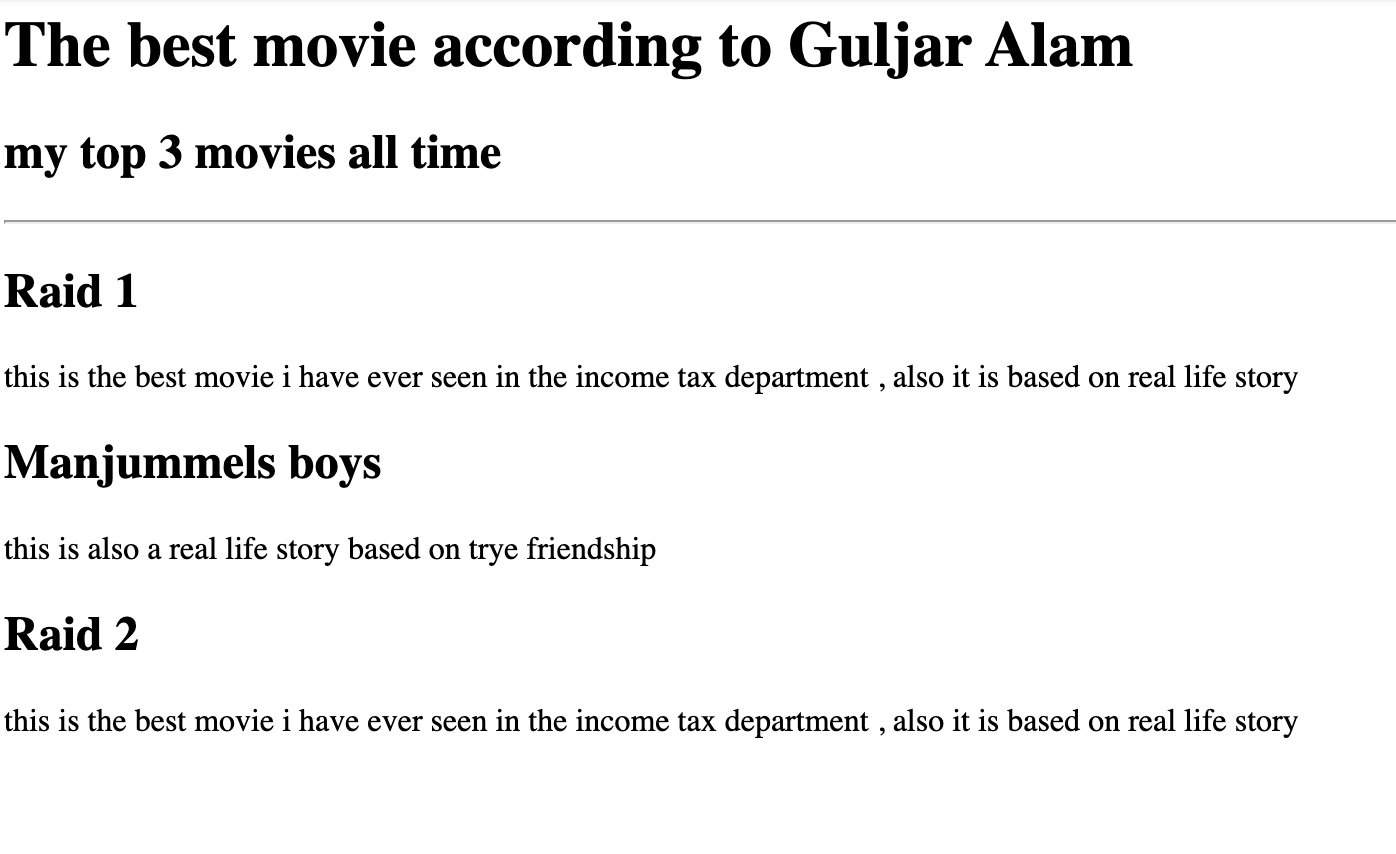 The best movie according to Guljar Alam
my top 3 movies all time
Raid 1
this is the best movie i have ever seen in the income tax department , also it is based on real life story
Manjummels boys
this is also a real life story based on trye friendship
Raid 2
this is the best movie i have ever seen in the income tax department , also it is based on real life story